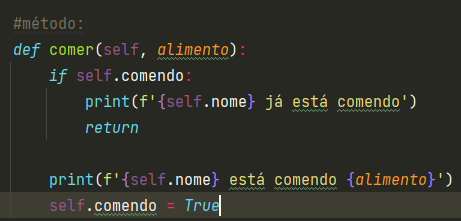 #método:
def comer(self, alimento):
    if self.comendo:
        print(f'{self.nome} já está comendo')
        return

    print(f'{self.nome} está comendo {alimento}')
    self.comendo = True